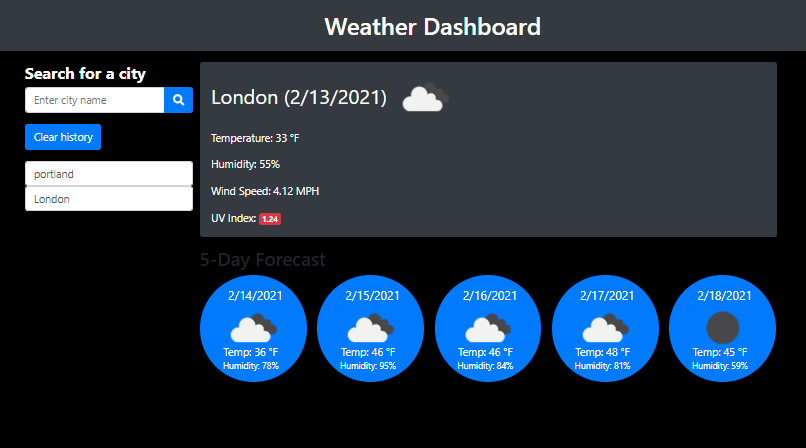 Weather Dashboard
Search for a city
Enter city name
Clear history
portland
London
London (2/13/2021)
Temperature: 33 °F
Humidity: 55%
Wind Speed: 4.12 MPH
UV Index: 1.24
5-Day Forecast
2/14/2021
Temp: 36 °F
Humidity: 78%
2/15/2021
Temp: 46 °F
Humidity: 95%
2/16/2021
Temp: 46 °F
Humidity: 84%
2/17/2021
Temp: 48 °F
Humidity: 81%
2/18/2021
Temp: 45 °F
Humidity: 59%